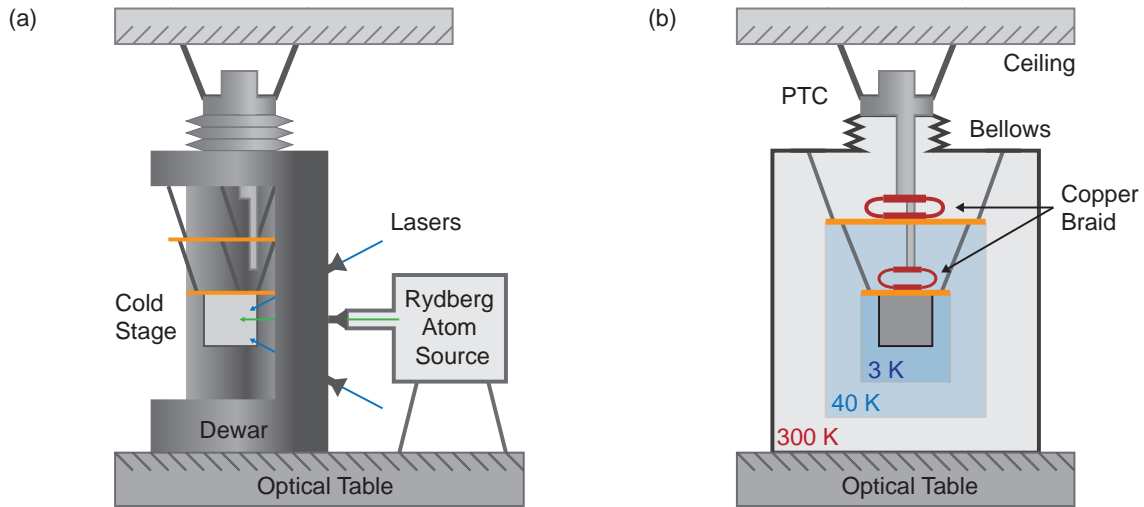 (a)
Lasers
Cold
Stage
Rydberg
Atom
Source
Dewar
Optical Table
(b)
Ceiling
PTC
Bellows
Copper
Braid
3 K
40 K
300 K
Optical Table